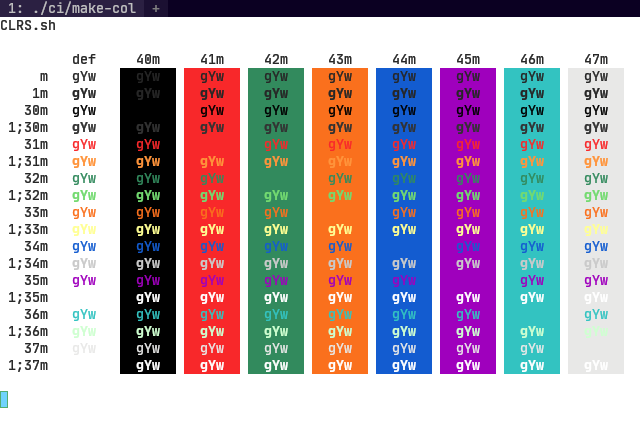 1: ./ci/make-col +
CLRS.sh
def 40m 41m 42m 43m 44m 45m 46m 47m
m gYw gYw gYw gYw gYw gYw gYw gYw gYw
1m gYw gYw gYw gYw gYw gYw gYw gYw gYw
30m gYw gYw gYw gYw gYw gYw gYw gYw
1;30m gYw gYw gYw gYw gYw gYw gYw gYw gYw
31m gYw gYw gYw gYw gYw gYw gYw gYw
1;31m gYw gYw gYw gYw gYw gYw gYw gYw gYw
32m gYw gYw gYw gYw gYw gYw gYw gYw
1;32m gYw gYw gYw gYw gYw gYw gYw gYw gYw
33m gYw gYw gYw gYw gYw gYw gYw gYw
1;33m gYw gYw gYw gYw gYw gYw gYw gYw gYw
34m gYw gYw gYw gYw gYw gYw gYw gYw
1;34m gYw gYw gYw gYw gYw gYw gYw gYw gYw
35m gYw gYw gYw gYw gYw gYw gYw gYw
1;35m gYw gYw gYw gYw gYw gYw gYw gYw
36m gYw gYw gYw gYw gYw gYw gYw gYw
1;36m gYw gYw gYw gYw gYw gYw gYw gYw gYw
37m gYw gYw gYw gYw gYw gYw gYw gYw
1;37m gYw gYw gYw gYw gYw gYw gYw gYw